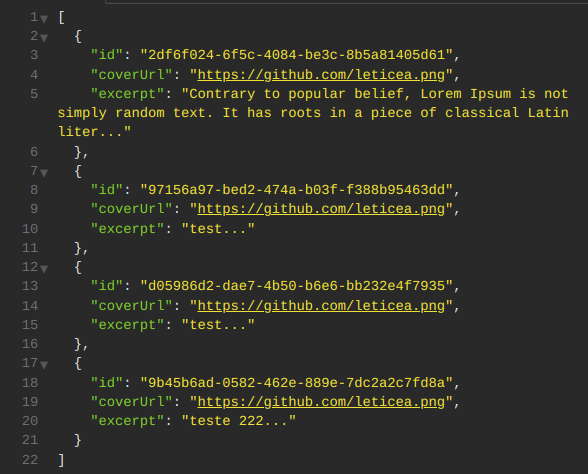 1 [
2 {
3 "id": "2df6f024-6f5c-4084-be3c-8b5a81405d61",
4 "coverUrl": "https://github.com/leticea.png",
5 "excerpt": "Contrary to popular belief, Lorem Ipsum is not
simply random text. It has roots in a piece of classical Latin
liter..."
6 },
7 {
8 "id": "97156a97-bed2-474a-b03f-f388b95463dd",
9 "coverUrl": "https://github.com/leticea.png",
10 "excerpt": "test..."
11 },
12 {
13 "id": "d05986d2-dae7-4b50-b6e6-bb232e4f7935",
14 "coverUrl": "https://github.com/leticea.png",
15 "excerpt": "test..."
16 },
17 {
18 "id": "9b45b6ad-0582-462e-889e-7dc2a2c7fd8a",
19 "coverUrl": "https://github.com/leticea.png",
20 "excerpt": "teste 222..."
21 }
22 ]